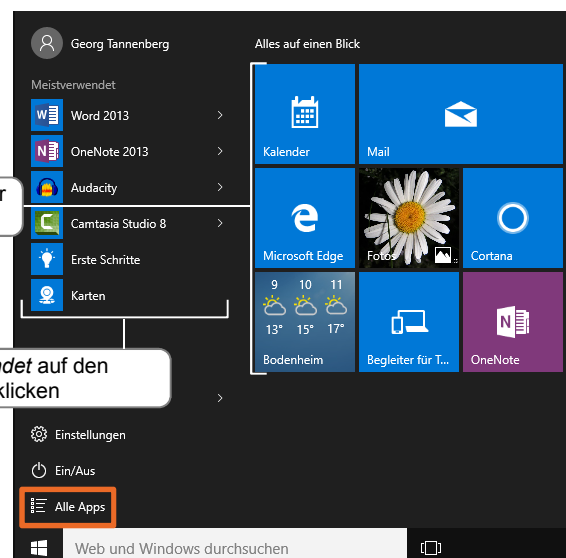 Georg Tannenberg
Meistverwendet
Word 2013
OneNote 2013
Audacity
Camtasia Studio 8
Erste Schritte
Karten
Alles auf einen Blick
Kalender
Mail
Microsoft Edge
Fotos
Cortana
9 10 11
13° 15° 17°
Bodenheim
Begleiter für T...
OneNote
r
ndet auf den
klicken
Einstellungen
Ein/Aus
Alle Apps
Web und Windows durchsuchen